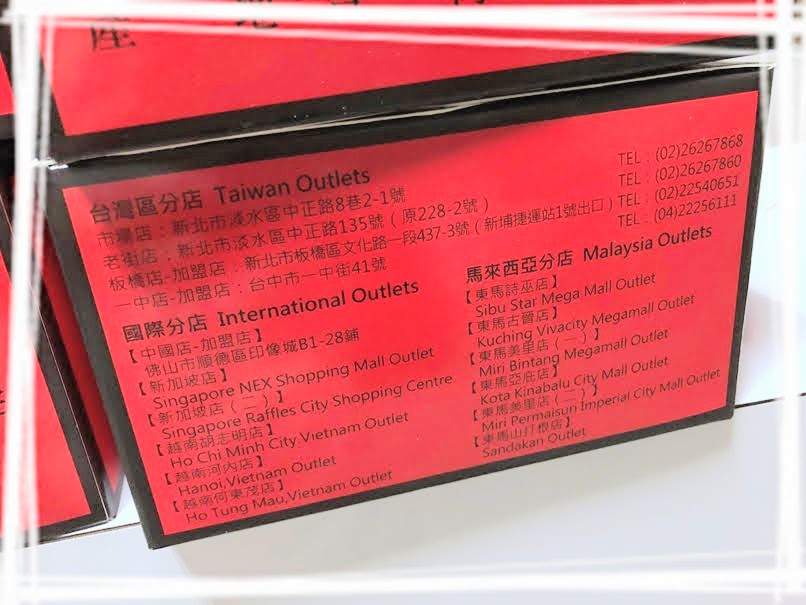 座
台灣區分店 Taiwan Outlets
市場店：新北市淡水區中正路8巷2-1號 TEL：(02)26267868
老街店：新北市淡水區中正路135號（原228-2號） TEL：(02)26267860
板橋店-加盟店：新北市板橋區文化路一段437-3號（新埔捷運站1號出口） TEL：(02)22540651
一中店-加盟店：台中市一中街41號 TEL：(04)22256111
國際分店 International Outlets
【中國店-加盟店】
佛山市順德區印像城B1-28鋪
【新加坡店】
Singapore NEX Shopping Mall Outlet
【新加坡店（二）】
Singapore Raffles City Shopping Centre
【越南胡志明店】
Ho Chi Minh City,Vietnam Outlet
【越南河內店】
Hanoi,Vietnam Outlet
【越南何東茂店】
Ho Tung Mau,Vietnam Outlet
馬來西亞分店 Malaysia Outlets
【東馬詩巫店】
Sibu Star Mega Mall Outlet
【東馬古晉店】
Kuching Vivacity Megamall Outlet
【東馬美里店（一）】
Miri Bintang Megamall Outlet
【東馬亞庇店】
Kota Kinabalu City Mall Outlet
【東馬美里店（二）】
Miri Permaisuri Imperial City Mall Outlet
【東馬山打根店】
Sandakan Outlet